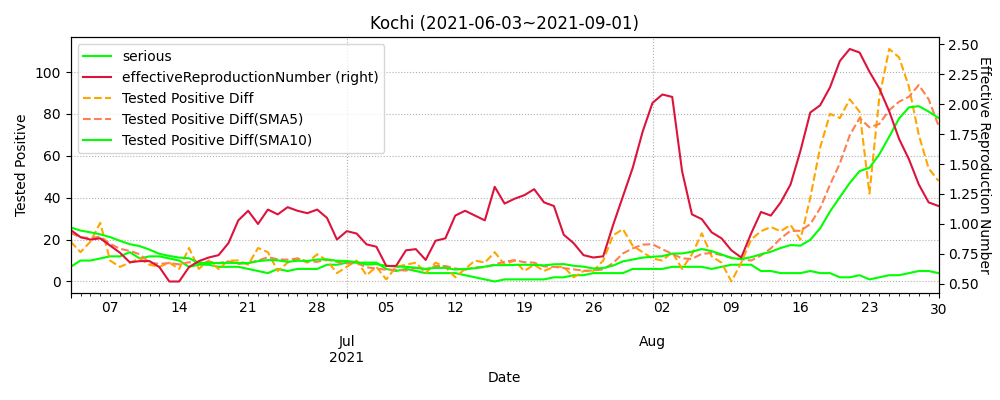 Kochi (2021-06-03~2021-09-01)
serious
effectiveReproductionNumber (right)
Tested Positive Diff
Tested Positive Diff(SMA5)
Tested Positive Diff(SMA10)
Tested Positive
100
80
60
40
20
0
2.50
2.25
2.00
1.75
1.50
1.25
1.00
0.75
0.50
Effective Reproduction Number
07 14 21 28 05 12 19 26 02 09 16 23 30
Jul Aug
2021
Date